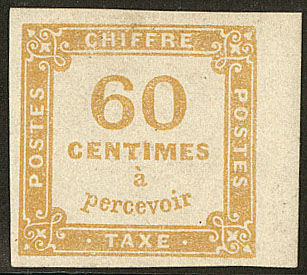 CHIFFRE
POSTES
60
CENTIMES
à
percevoir
POSTES
· TAXE ·